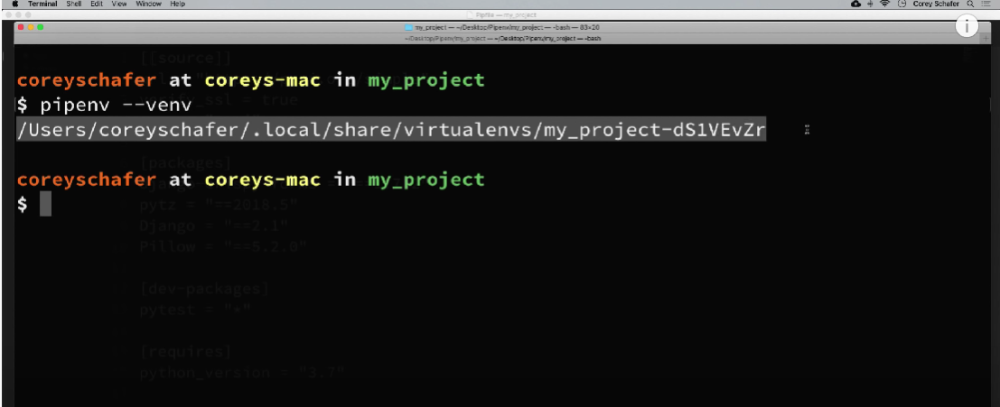 Terminal Shell Edit View Window Help Corey Schafer
Pipfile — my_project
my_project — ~/Desktop/Pipenv/my_project — -bash — 83×20
~/Desktop/Pipenv/my_project — ~/Desktop/Pipenv/my_project — -bash
[[source]]
coreyschafer at coreys-mac in my_project
verify_ssl = true
$ pipenv --venv
/Users/coreyschafer/.local/share/virtualenvs/my_project-dS1VEvZr
[packages]
coreyschafer at coreys-mac in my_project
$
pytz = "==2018.5"
Django = "==2.1"
Pillow = "==5.2.0"
[dev-packages]
pytest = "*"
[requires]
python_version = "3.7"